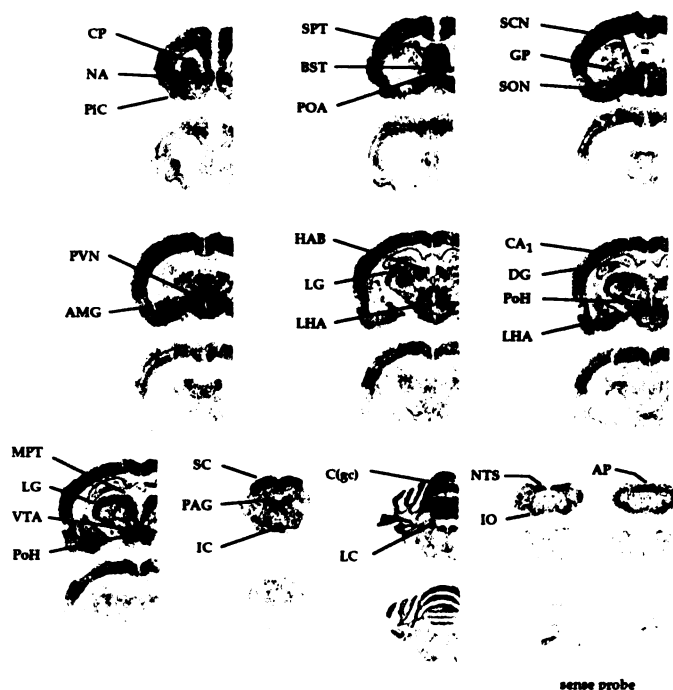 CP
NA
PiC
SPT
BST
POA
SCN
GP
SON
PVN
AMG
HAB
LG
LHA
CA1
DG
PoH
LHA
MPT
LG
VTA
PoH
SC
PAG
IC
C(gc)
LC
NTS
IO
AP
sense probe